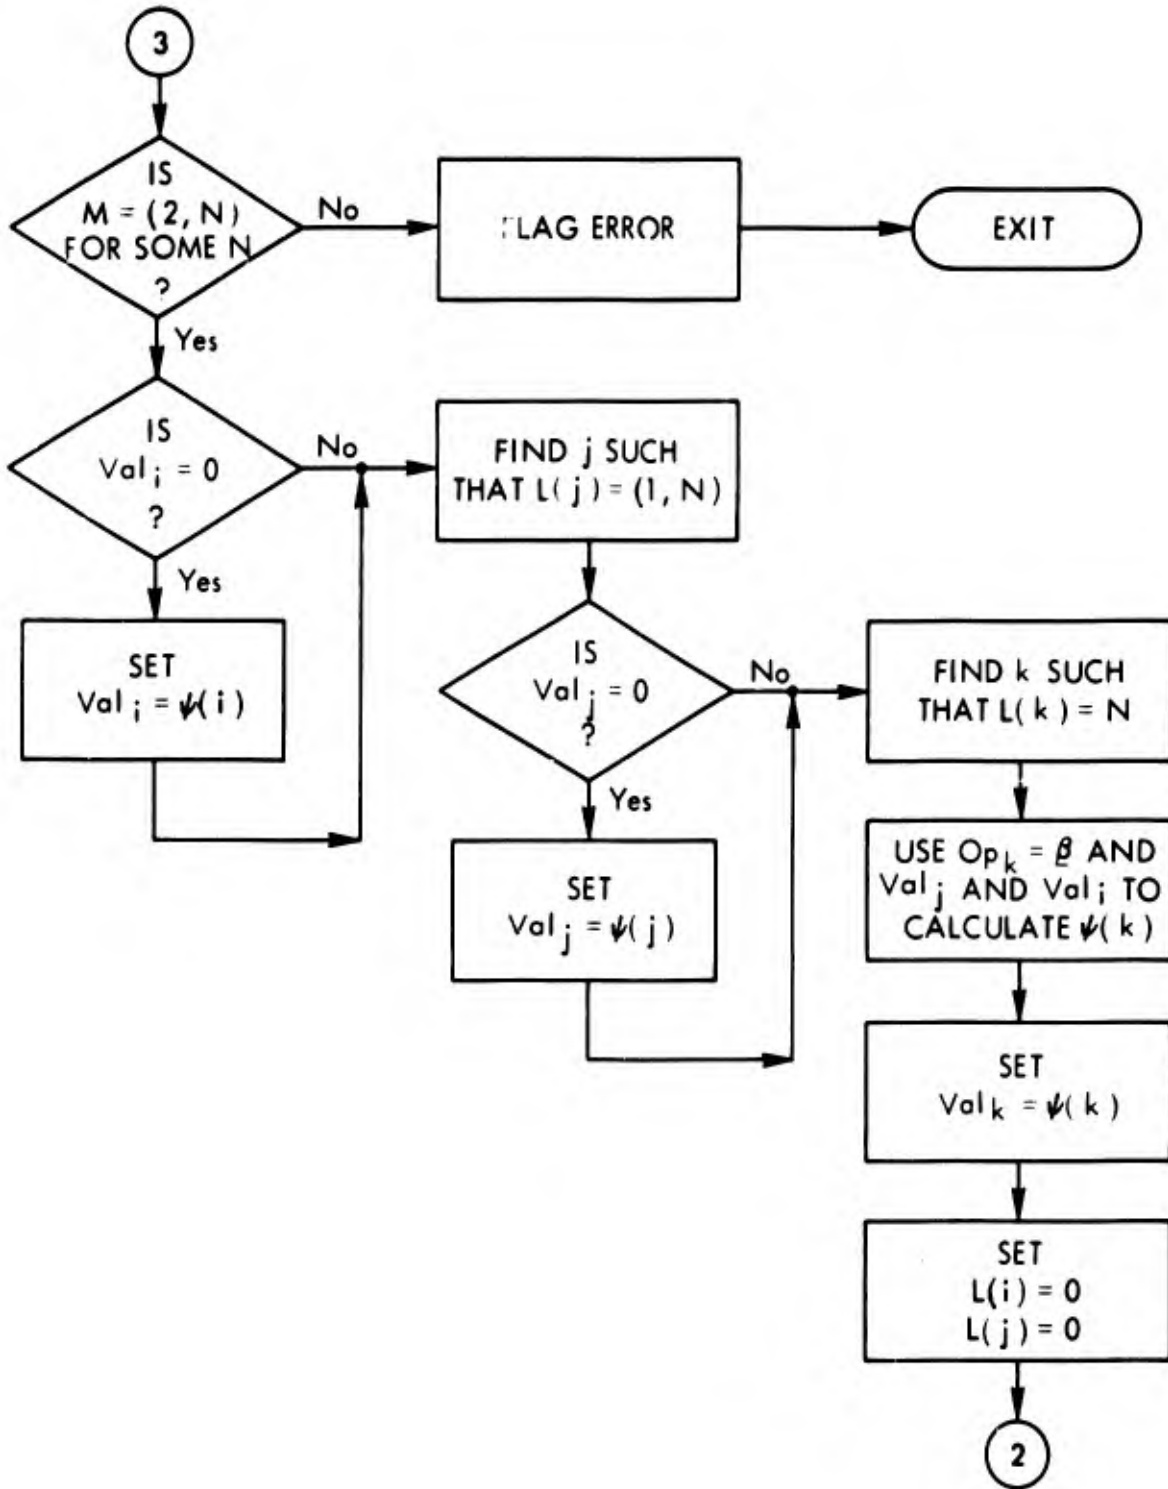 3
IS
M = (2, N)
FOR SOME N
?
No
FLAG ERROR
EXIT
Yes
IS
Val i = 0
?
No
FIND j SUCH
THAT L( j ) = (1, N)
Yes
SET
Val i = ψ(i)
IS
Val j = 0
?
No
FIND k SUCH
THAT L( k ) = N
Yes
SET
Val j = ψ(j)
USE Op k = β AND
Val j AND Val i TO
CALCULATE ψ( k )
SET
Val k = ψ( k )
SET
L(i) = 0
L( j ) = 0
2